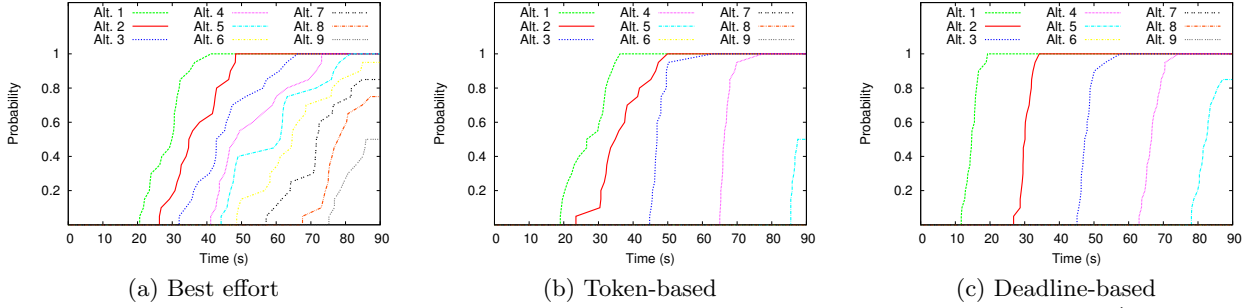 Alt. 1 Alt. 4 Alt. 7
Alt. 2 Alt. 5 Alt. 8
Alt. 3 Alt. 6 Alt. 9
1
0.8
0.6
0.4
0.2
Probability
0 10 20 30 40 50 60 70 80 90
Time (s)
(a) Best effort
Alt. 1 Alt. 4 Alt. 7
Alt. 2 Alt. 5 Alt. 8
Alt. 3 Alt. 6 Alt. 9
1
0.8
0.6
0.4
0.2
Probability
0 10 20 30 40 50 60 70 80 90
Time (s)
(b) Token-based
Alt. 1 Alt. 4 Alt. 7
Alt. 2 Alt. 5 Alt. 8
Alt. 3 Alt. 6 Alt. 9
1
0.8
0.6
0.4
0.2
Probability
0 10 20 30 40 50 60 70 80 90
Time (s)
(c) Deadline-based